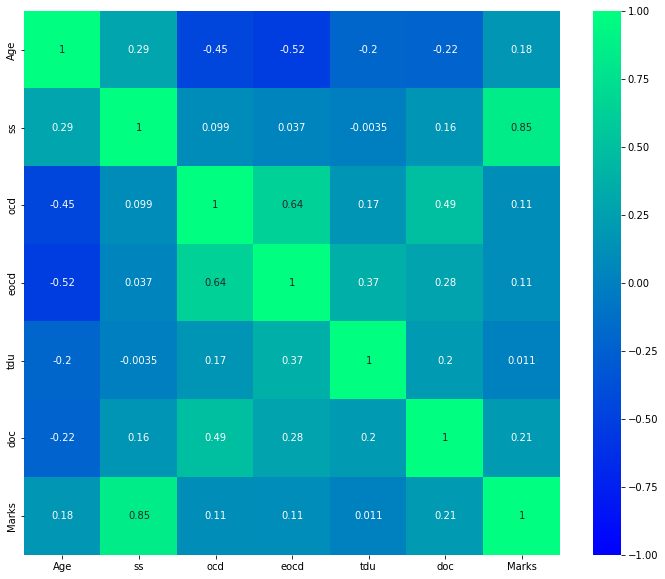 Age 1 0.29 -0.45 -0.52 -0.2 -0.22 0.18
ss 0.29 1 0.099 0.037 -0.0035 0.16 0.85
ocd -0.45 0.099 1 0.64 0.17 0.49 0.11
eocd -0.52 0.037 0.64 1 0.37 0.28 0.11
tdu -0.2 -0.0035 0.17 0.37 1 0.2 0.011
doc -0.22 0.16 0.49 0.28 0.2 1 0.21
Marks 0.18 0.85 0.11 0.11 0.011 0.21 1
Age ss ocd eocd tdu doc Marks
1.00
0.75
0.50
0.25
0.00
−0.25
−0.50
−0.75
−1.00